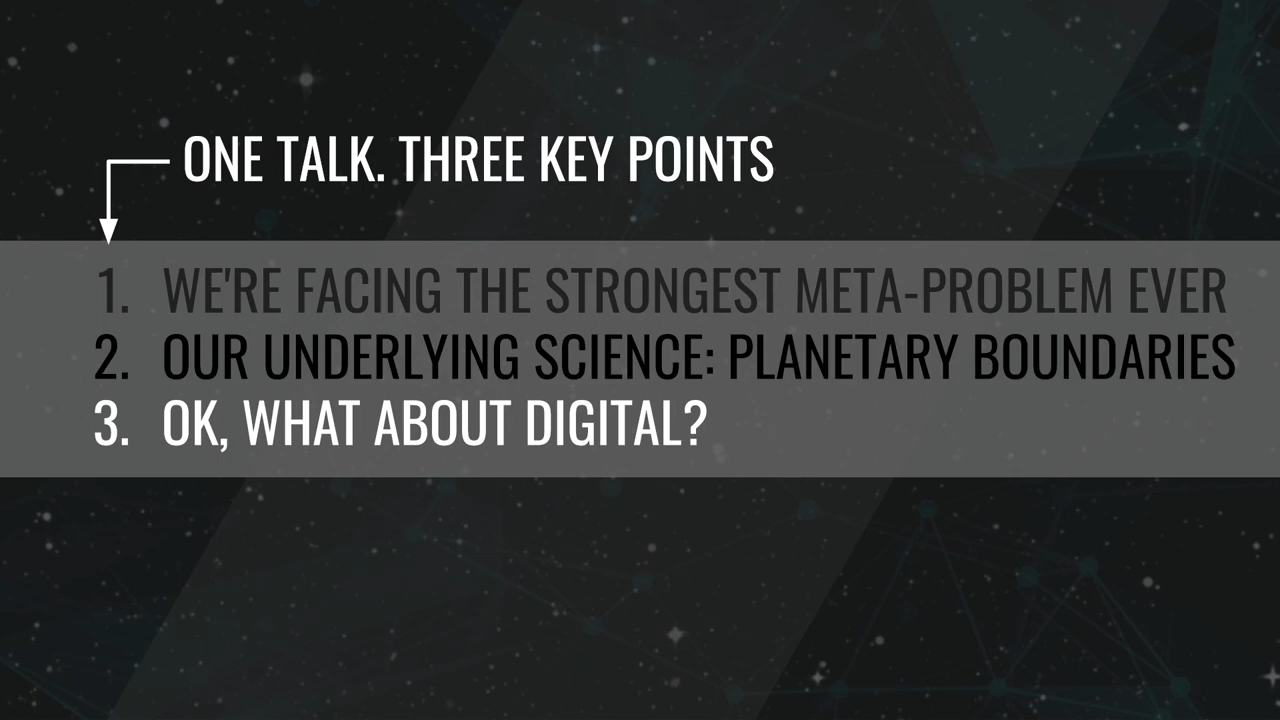 ONE TALK. THREE KEY POINTS
1. WE'RE FACING THE STRONGEST META-PROBLEM EVER
2. OUR UNDERLYING SCIENCE: PLANETARY BOUNDARIES
3. OK, WHAT ABOUT DIGITAL?